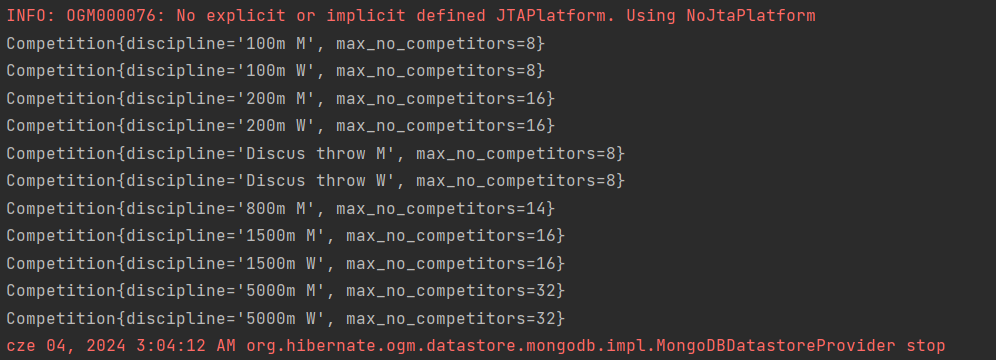 INFO: OGM000076: No explicit or implicit defined JTAPlatform. Using NoJtaPlatform
Competition{discipline='100m M', max_no_competitors=8}
Competition{discipline='100m W', max_no_competitors=8}
Competition{discipline='200m M', max_no_competitors=16}
Competition{discipline='200m W', max_no_competitors=16}
Competition{discipline='Discus throw M', max_no_competitors=8}
Competition{discipline='Discus throw W', max_no_competitors=8}
Competition{discipline='800m M', max_no_competitors=14}
Competition{discipline='1500m M', max_no_competitors=16}
Competition{discipline='1500m W', max_no_competitors=16}
Competition{discipline='5000m M', max_no_competitors=32}
Competition{discipline='5000m W', max_no_competitors=32}
cze 04, 2024 3:04:12 AM org.hibernate.ogm.datastore.mongodb.impl.MongoDBDatastoreProvider stop